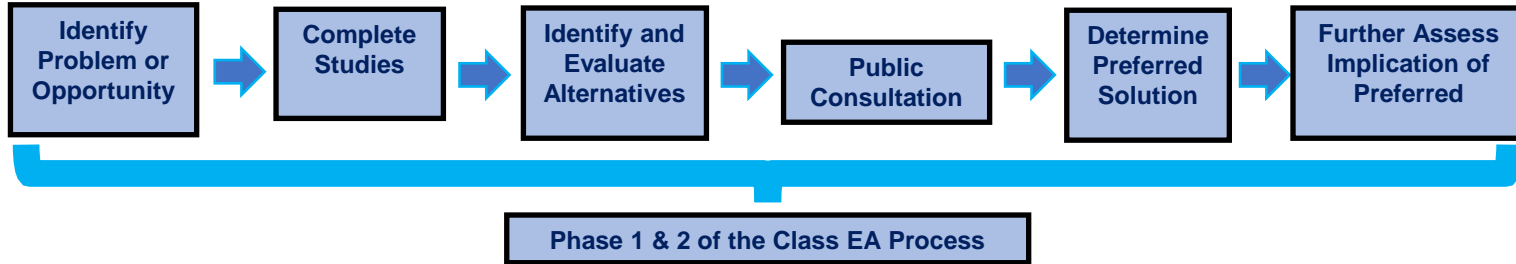 Identify
Problem or
Opportunity
Complete
Studies
Identify and
Evaluate
Alternatives
Public
Consultation
Determine
Preferred
Solution
Further Assess
Implication of
Preferred
Phase 1 & 2 of the Class EA Process